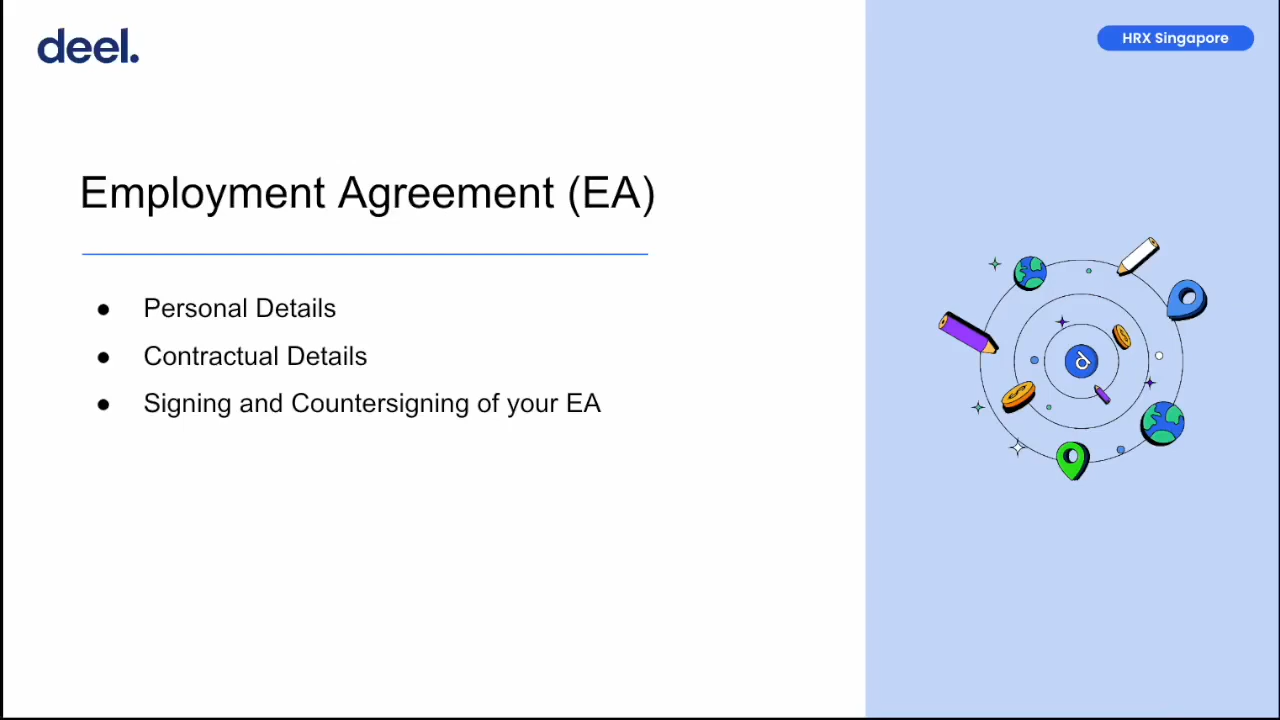 deel.
HRX Singapore
Employment Agreement (EA)
● Personal Details
● Contractual Details
● Signing and Countersigning of your EA